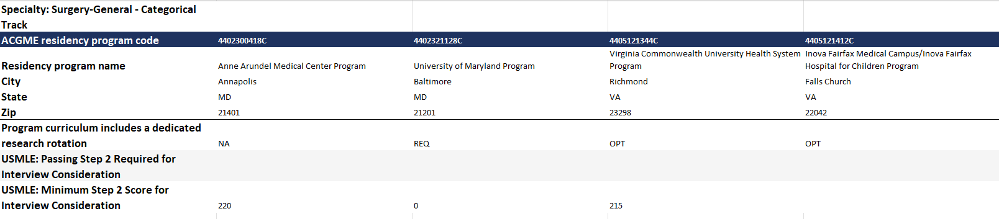 Specialty: Surgery-General - Categorical
Track
ACGME residency program code 4402300418C 4402321128C 4405121344C 4405121412C
Virginia Commonwealth University Health System Inova Fairfax Medical Campus/Inova Fairfax
Residency program name Anne Arundel Medical Center Program University of Maryland Program Program Hospital for Children Program
City Annapolis Baltimore Richmond Falls Church
State MD MD VA VA
Zip 21401 21201 23298 22042
Program curriculum includes a dedicated
research rotation NA REQ OPT OPT
USMLE: Passing Step 2 Required for
Interview Consideration
USMLE: Minimum Step 2 Score for
Interview Consideration 220 0 215